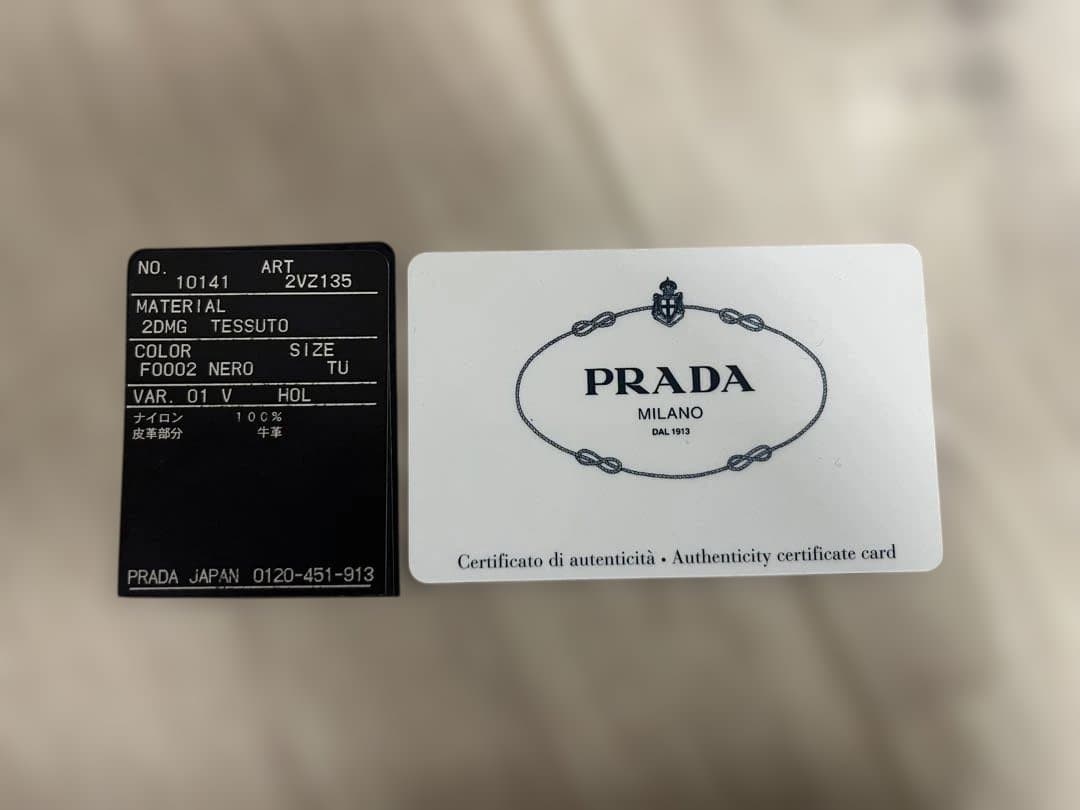 NO. ART
10141 2VZ135
MATERIAL
2DMG TESSUTO
COLOR SIZE
F0002 NERO TU
VAR. 01 V HOL
ナイロン 100%
皮革部分 牛革
PRADA JAPAN 0120-451-913
PRADA
MILANO
DAL 1913
Certificato di autenticità • Authenticity certificate card